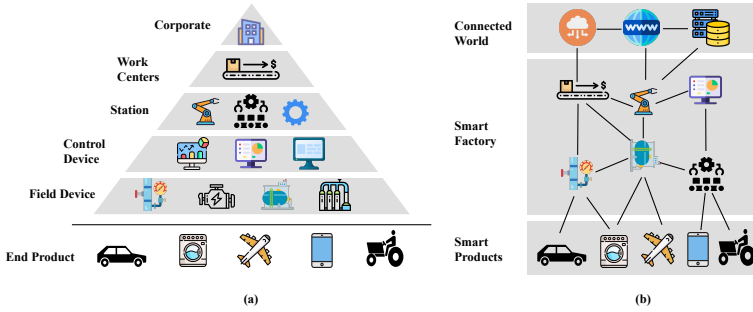 Corporate
Work
Centers
$
Station
Control
Device
Field Device
End Product
(a)
Connected
World
WWW
$
Smart
Factory
Smart
Products
(b)